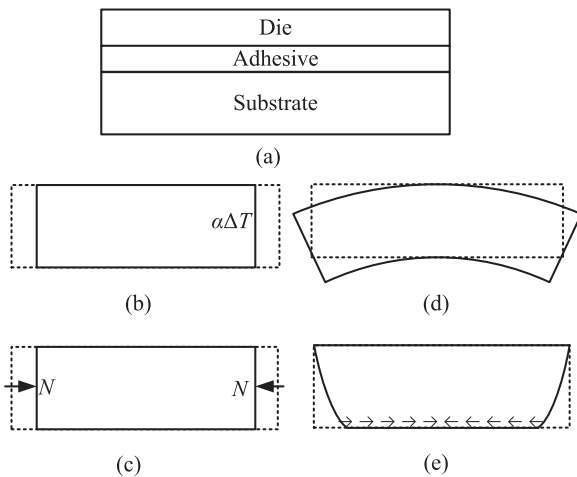 Die
Adhesive
Substrate
(a)
αΔT
(b)
(d)
N
N
(c)
(e)